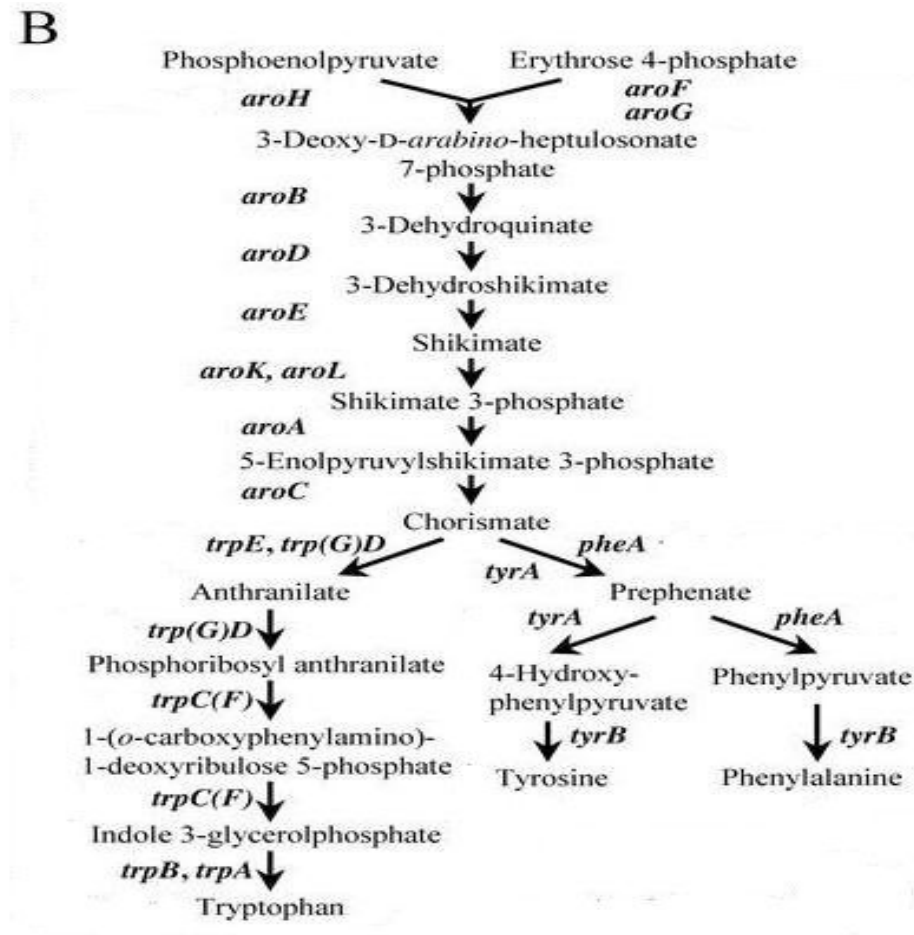 B
Phosphoenolpyruvate Erythrose 4-phosphate
aroH aroF
aroG
3-Deoxy-D-arabino-heptulosonate
7-phosphate
aroB
3-Dehydroquinate
aroD
3-Dehydroshikimate
aroE
Shikimate
aroK, aroL
Shikimate 3-phosphate
aroA
5-Enolpyruvylshikimate 3-phosphate
aroC
Chorismate
trpE, trp(G)D pheA
tyrA
Anthranilate Prephenate
trp(G)D tyrA pheA
Phosphoribosyl anthranilate
4-Hydroxy-
phenylpyruvate
Phenylpyruvate
trpC(F)
1-(o-carboxyphenylamino)-
1-deoxyribulose 5-phosphate
tyrB tyrB
Tyrosine Phenylalanine
trpC(F)
Indole 3-glycerolphosphate
trpB, trpA
Tryptophan